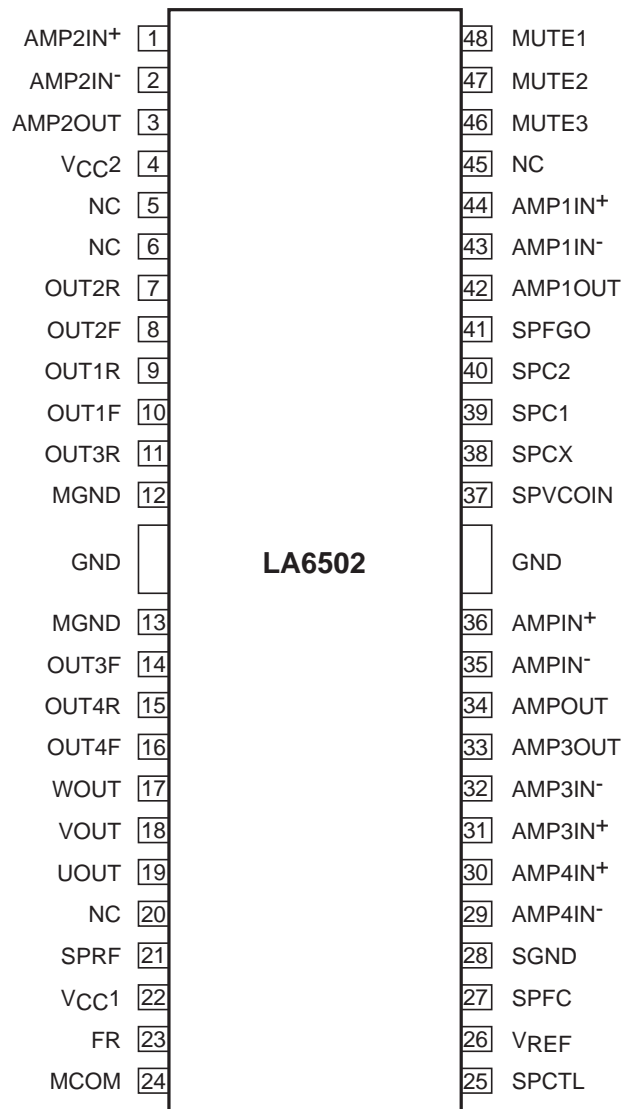 AMP2IN+ 1 48 MUTE1
AMP2IN- 2 47 MUTE2
AMP2OUT 3 46 MUTE3
VCC2 4 45 NC
NC 5 44 AMP1IN+
NC 6 43 AMP1IN-
OUT2R 7 42 AMP1OUT
OUT2F 8 41 SPFGO
OUT1R 9 40 SPC2
OUT1F 10 39 SPC1
OUT3R 11 38 SPCX
MGND 12 37 SPVCOIN
GND LA6502 GND
MGND 13 36 AMPIN+
OUT3F 14 35 AMPIN-
OUT4R 15 34 AMPOUT
OUT4F 16 33 AMP3OUT
WOUT 17 32 AMP3IN-
VOUT 18 31 AMP3IN+
UOUT 19 30 AMP4IN+
NC 20 29 AMP4IN-
SPRF 21 28 SGND
VCC1 22 27 SPFC
FR 23 26 VREF
MCOM 24 25 SPCTL